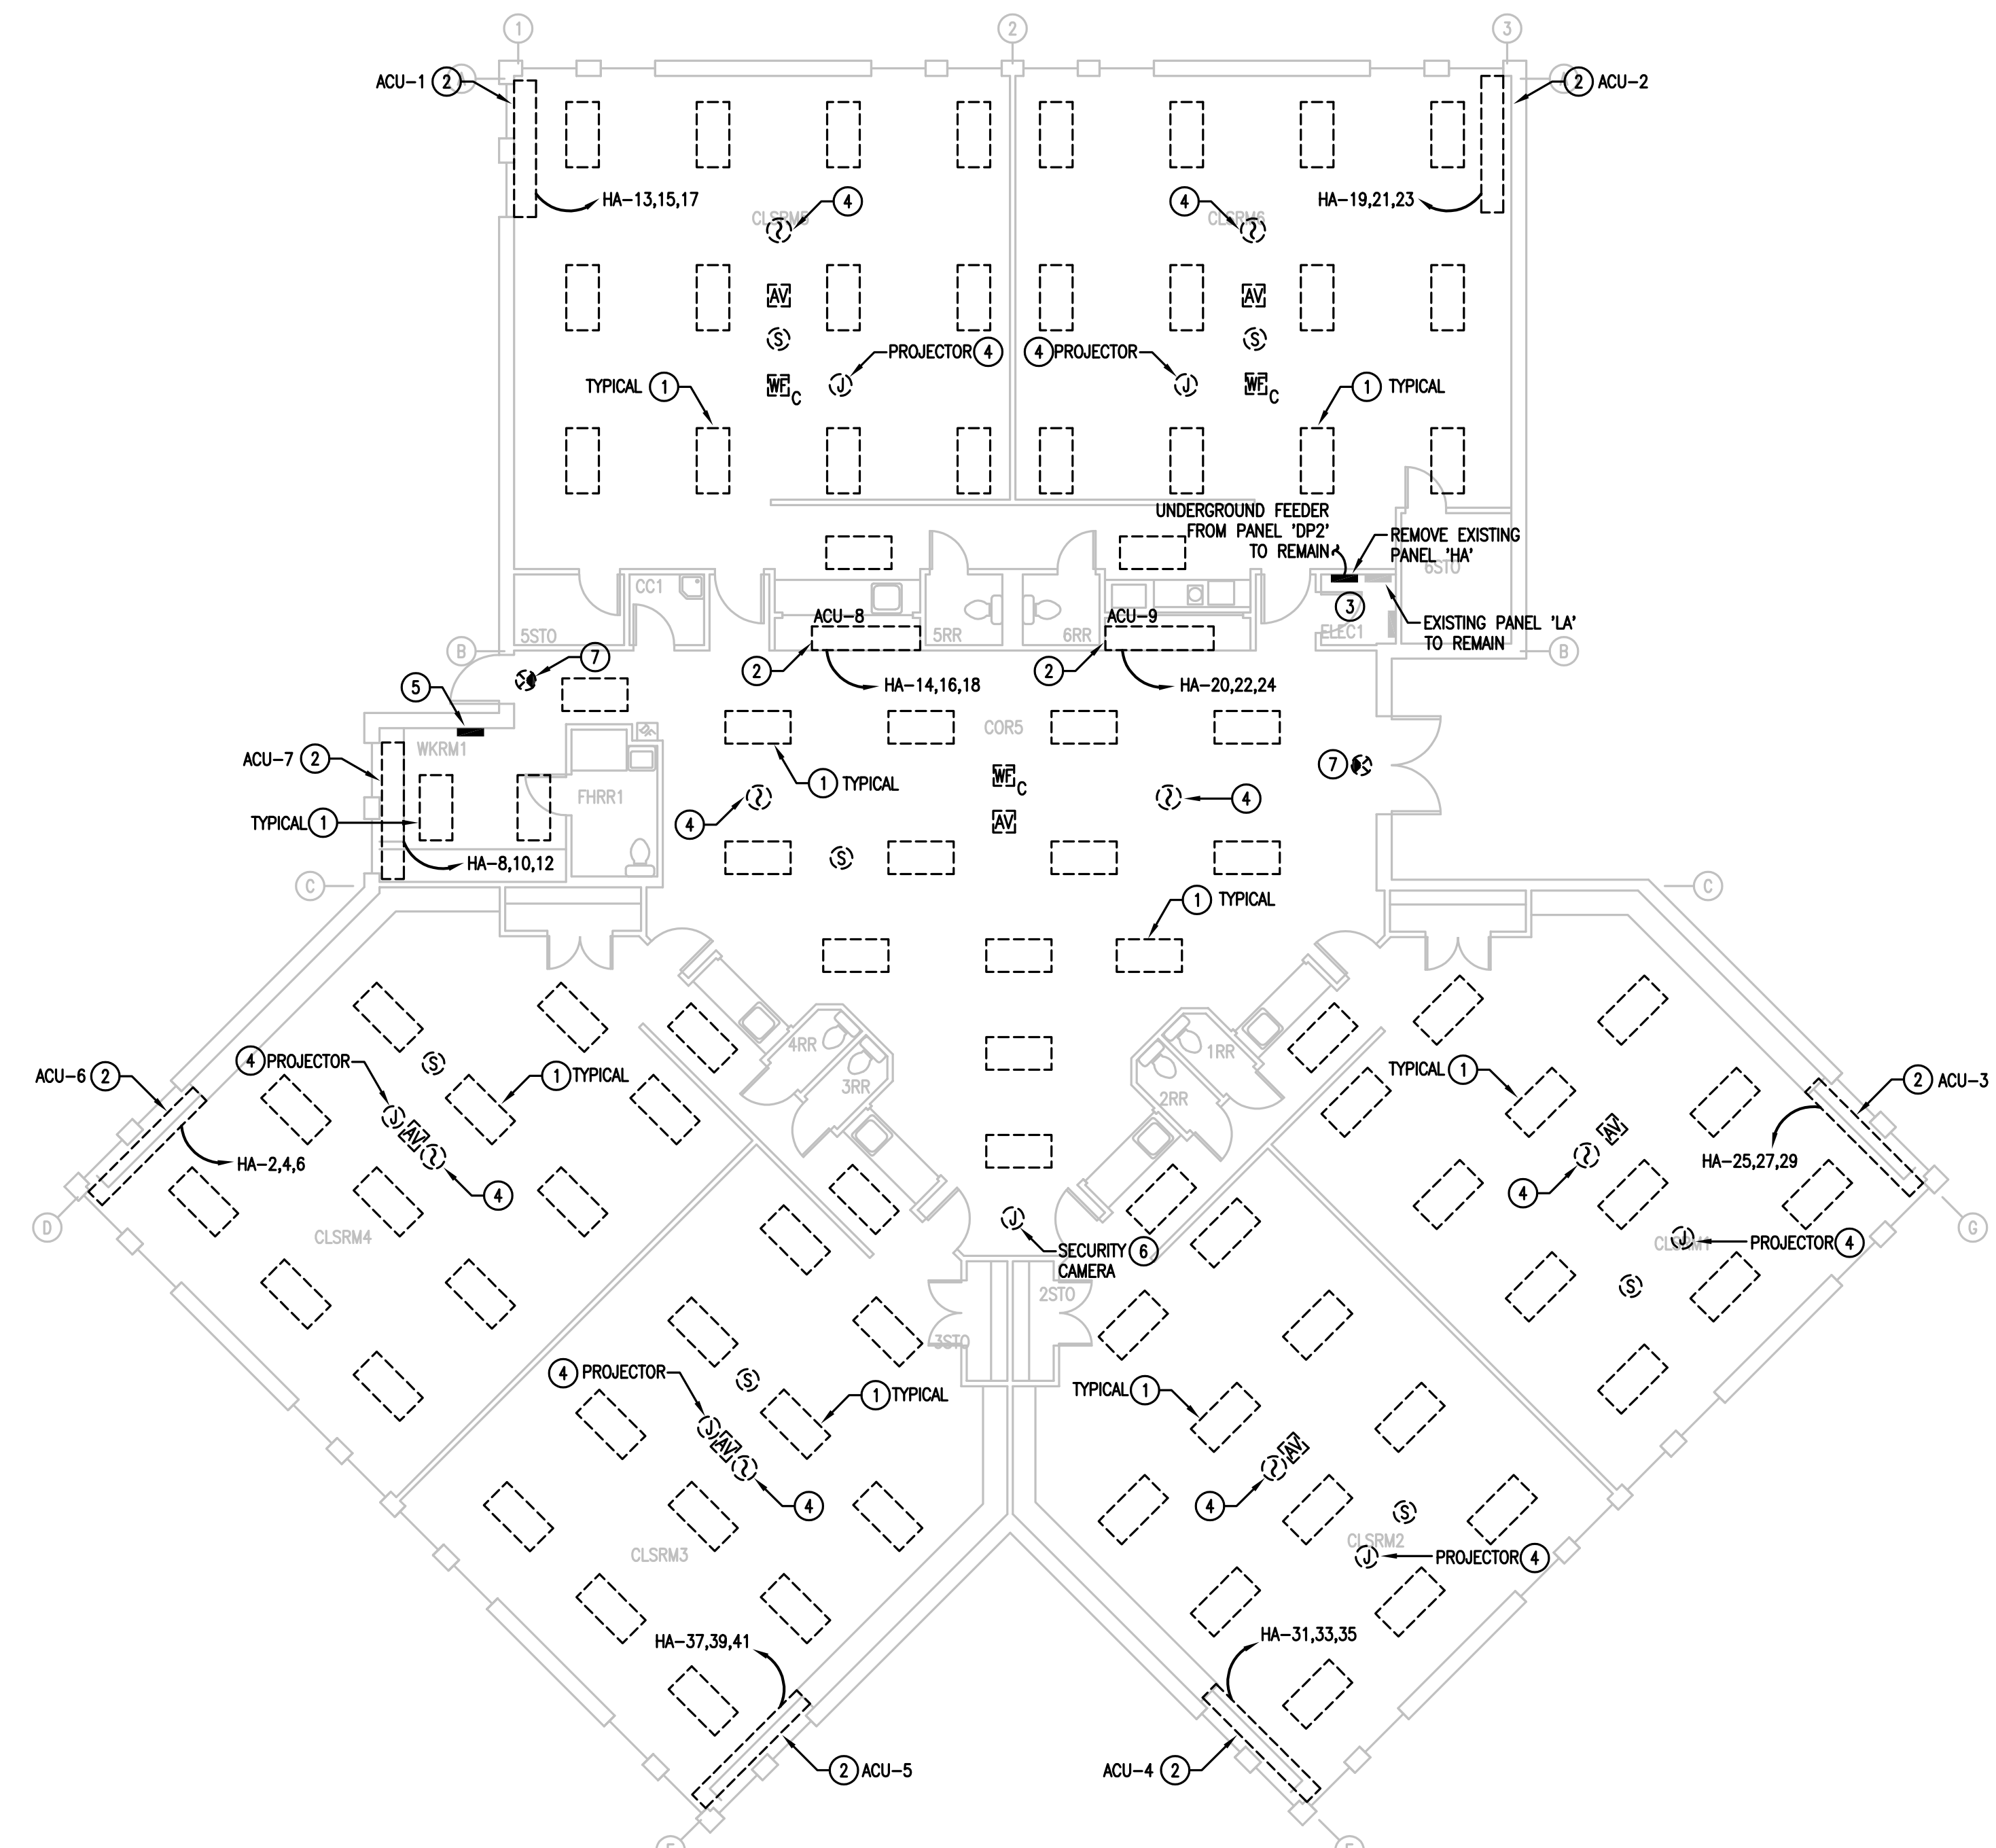 1
2
3
ACU-1 2
2 ACU-2
HA-13,15,17
HA-19,21,23
CLSRM5
4
4
CLSRM6
AV
AV
S
S
PROJECTOR 4
4 PROJECTOR
TYPICAL 1
WF C
J
J
WF C
1 TYPICAL
UNDERGROUND FEEDER
FROM PANEL 'DP2'
TO REMAIN
REMOVE EXISTING
PANEL 'HA'
6STO
CC1
3
EXISTING PANEL 'LA'
TO REMAIN
ELEC1
ACU-8
ACU-9
5STO
5RR
6RR
B
B
7
5
2
2
HA-14,16,18
HA-20,22,24
COR5
WKRM1
ACU-7 2
7
WF C
1 TYPICAL
FHRR1
4
4
AV
TYPICAL 1
HA-8,10,12
S
C
C
1 TYPICAL
4RR
3RR
1RR
2RR
ACU-6 2
4 PROJECTOR
S
1 TYPICAL
J
AV
HA-2,4,6
4
D
CLSRM4
TYPICAL 1
2 ACU-3
AV
HA-25,27,29
4
G
J
CLSRM1
PROJECTOR 4
S
J
SECURITY 6
CAMERA
2STO
3STO
4 PROJECTOR
S
1 TYPICAL
J
AV
4
CLSRM3
TYPICAL 1
AV
4
S
CLSRM2
J
PROJECTOR 4
HA-37,39,41
HA-31,33,35
2 ACU-5
ACU-4 2